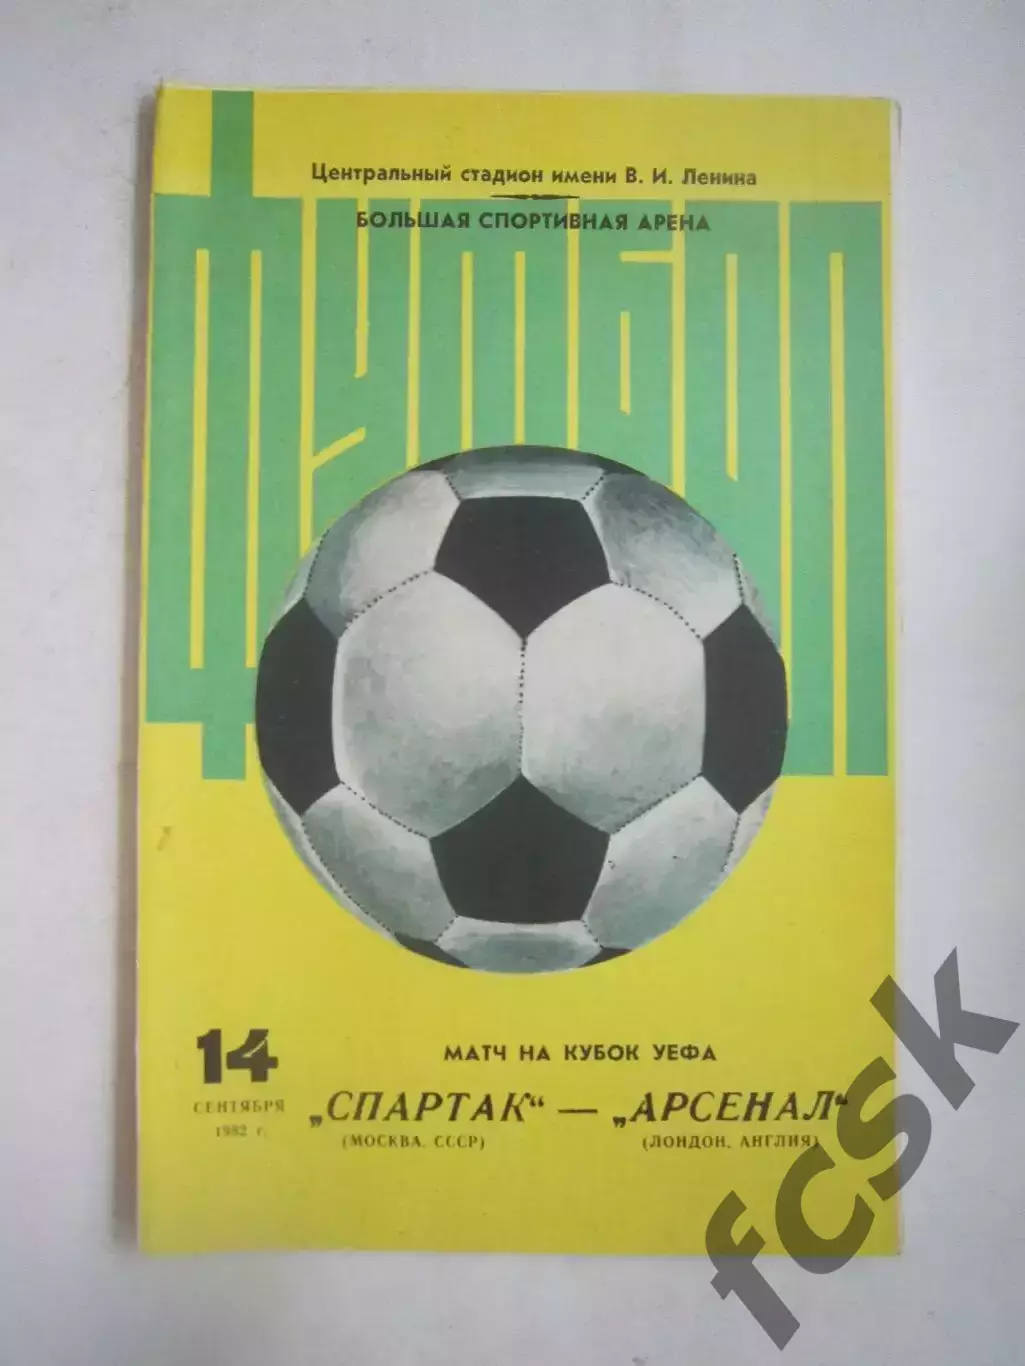 Центральный стадион имени В. И. Ленина
БОЛЬШАЯ СПОРТИВНАЯ АРЕНА
ФУТБОЛ
14
СЕНТЯБРЯ
1982 г.
МАТЧ НА КУБОК УЕФА
„СПАРТАК“ — „АРСЕНАЛ“
(МОСКВА, СССР) (ЛОНДОН, АНГЛИЯ)
fcsk